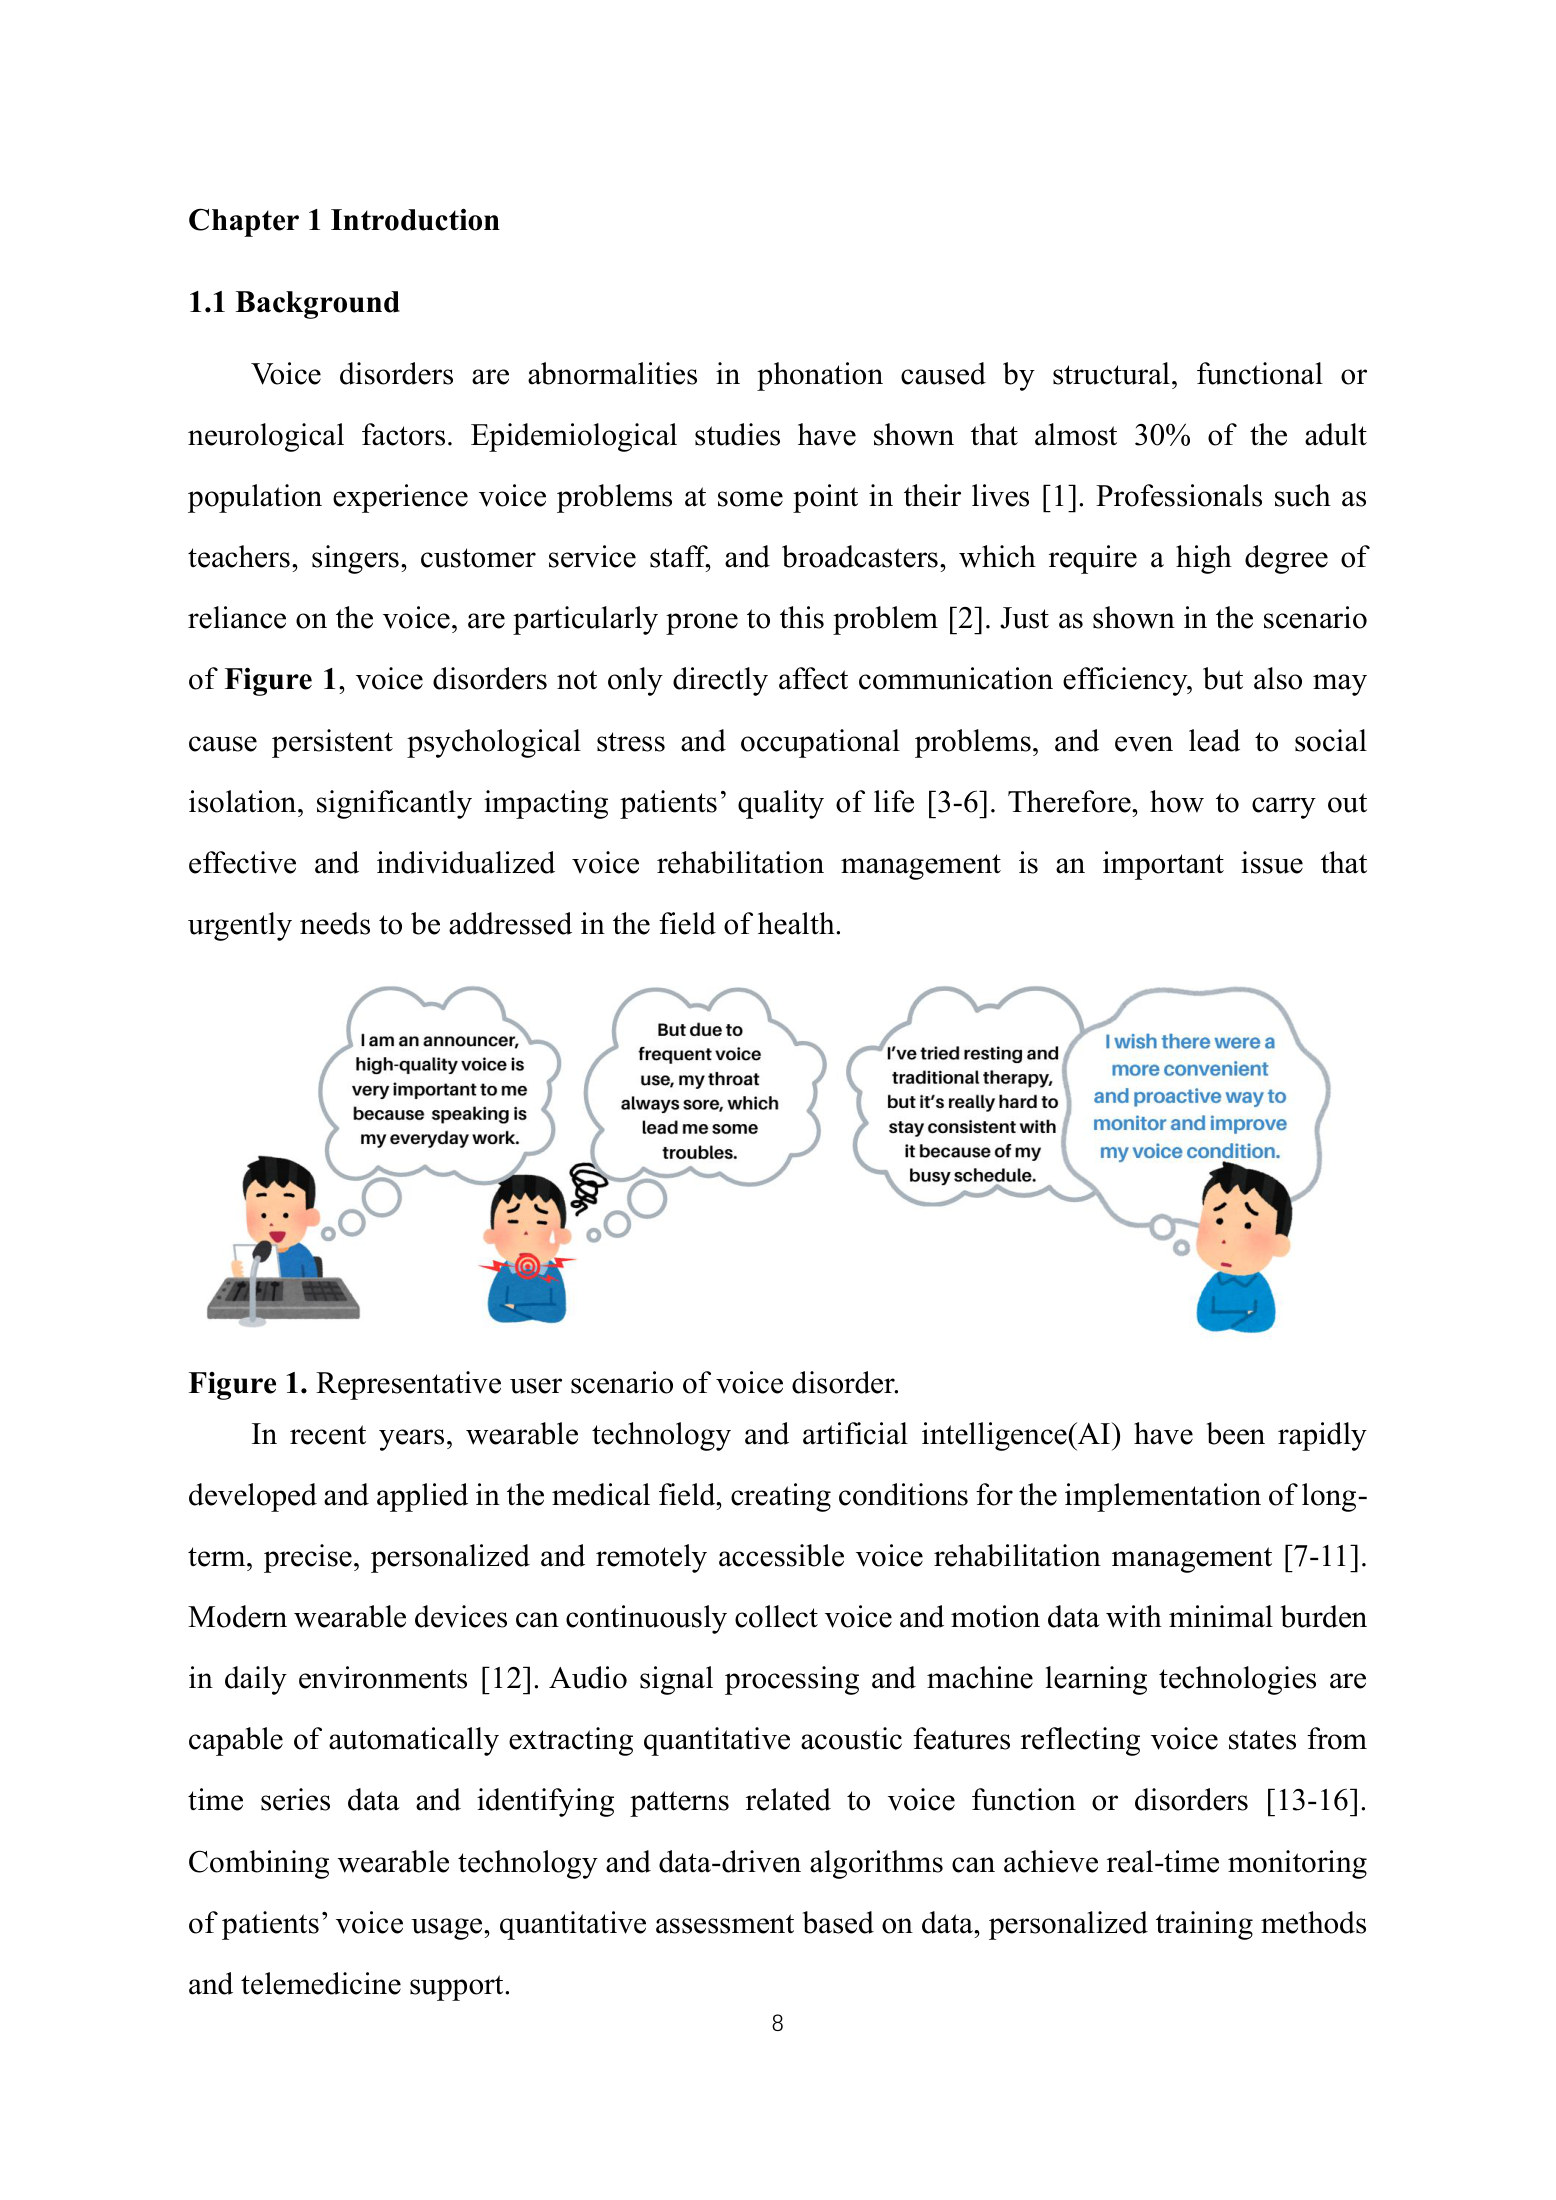 Chapter 1 Introduction
1.1 Background
Voice disorders are abnormalities in phonation caused by structural, functional or
neurological factors. Epidemiological studies have shown that almost 30% of the adult
population experience voice problems at some point in their lives [1]. Professionals such as
teachers, singers, customer service staff, and broadcasters, which require a high degree of
reliance on the voice, are particularly prone to this problem [2]. Just as shown in the scenario
of Figure 1, voice disorders not only directly affect communication efficiency, but also may
cause persistent psychological stress and occupational problems, and even lead to social
isolation, significantly impacting patients’ quality of life [3-6]. Therefore, how to carry out
effective and individualized voice rehabilitation management is an important issue that
urgently needs to be addressed in the field of health.
I am an announcer,
high-quality voice is
very important to me
because speaking is
my everyday work.
But due to
frequent voice
use, my throat
always sore, which
lead me some
troubles.
I’ve tried resting and
traditional therapy,
but it’s really hard to
stay consistent with
it because of my
busy schedule.
I wish there were a
more convenient
and proactive way to
monitor and improve
my voice condition.
Figure 1. Representative user scenario of voice disorder.
In recent years, wearable technology and artificial intelligence(AI) have been rapidly
developed and applied in the medical field, creating conditions for the implementation of long-
term, precise, personalized and remotely accessible voice rehabilitation management [7-11].
Modern wearable devices can continuously collect voice and motion data with minimal burden
in daily environments [12]. Audio signal processing and machine learning technologies are
capable of automatically extracting quantitative acoustic features reflecting voice states from
time series data and identifying patterns related to voice function or disorders [13-16].
Combining wearable technology and data-driven algorithms can achieve real-time monitoring
of patients’ voice usage, quantitative assessment based on data, personalized training methods
and telemedicine support.
8